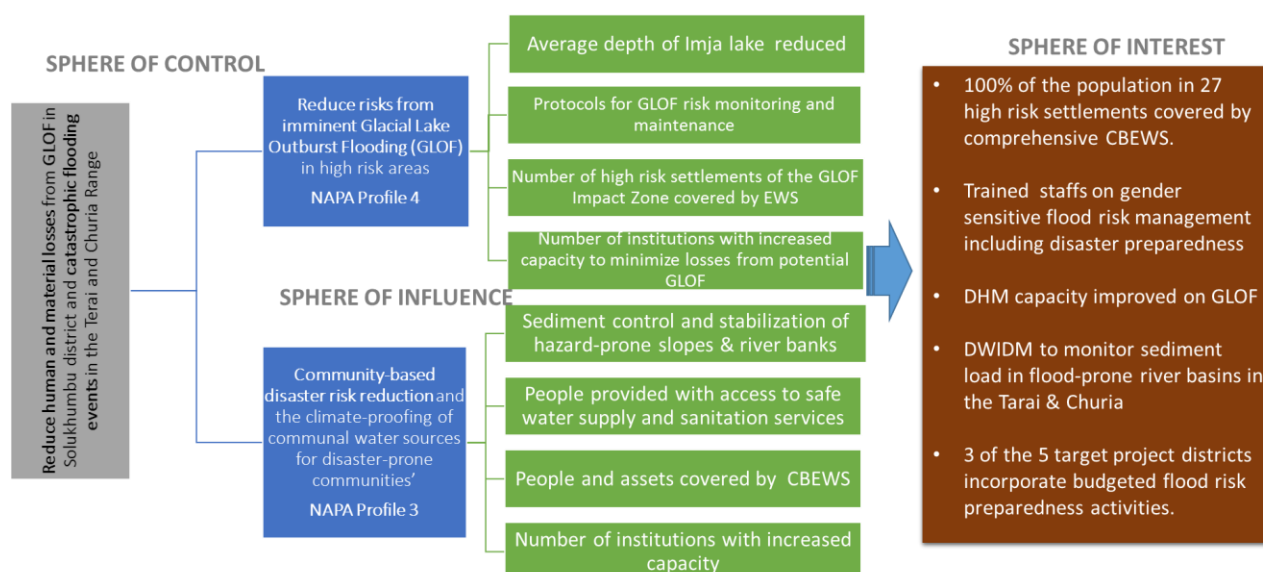 SPHERE OF CONTROL
Reduce human and material losses from GLOF in
Solukhumbu district and catastrophic flooding
events in the Terai and Churia Range
Reduce risks from
imminent Glacial Lake
Outburst Flooding (GLOF)
in high risk areas
NAPA Profile 4
SPHERE OF INFLUENCE
Community-based
disaster risk reduction and
the climate-proofing of
communal water sources
for disaster-prone
communities’
NAPA Profile 3
Average depth of Imja lake reduced
Protocols for GLOF risk monitoring and
maintenance
Number of high risk settlements of the GLOF
Impact Zone covered by EWS
Number of institutions with increased
capacity to minimize losses from potential
GLOF
Sediment control and stabilization of
hazard-prone slopes & river banks
People provided with access to safe
water supply and sanitation services
People and assets covered by CBEWS
Number of institutions with increased
capacity
SPHERE OF INTEREST
• 100% of the population in 27
high risk settlements covered by
comprehensive CBEWS.
• Trained staffs on gender
sensitive flood risk management
including disaster preparedness
• DHM capacity improved on GLOF
• DWIDM to monitor sediment
load in flood-prone river basins in
the Tarai & Churia
• 3 of the 5 target project districts
incorporate budgeted flood risk
preparedness activities.